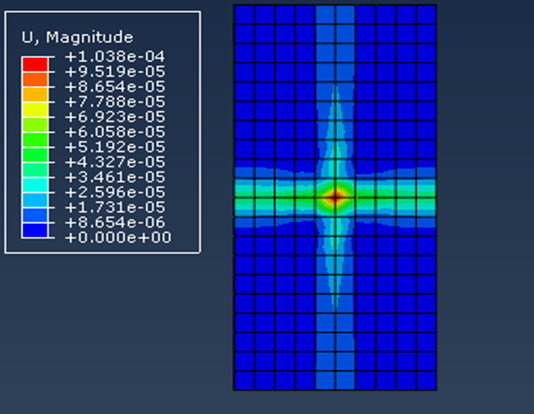 U, Magnitude
+1.038e-04
+9.519e-05
+8.654e-05
+7.788e-05
+6.923e-05
+6.058e-05
+5.192e-05
+4.327e-05
+3.461e-05
+2.596e-05
+1.731e-05
+8.654e-06
+0.000e+00